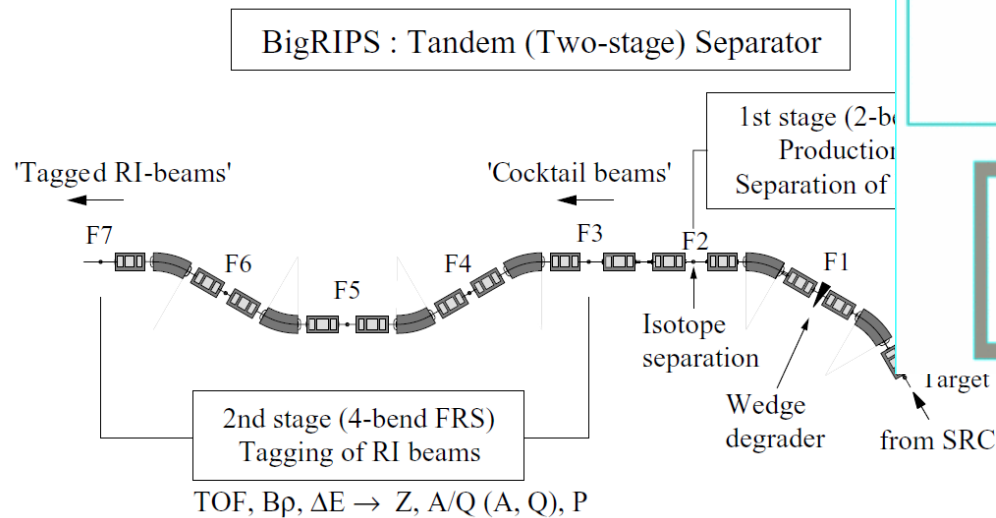 BigRIPS : Tandem (Two-stage) Separator
1st stage (2-be
Production
Separation of
'Tagged RI-beams'
'Cocktail beams'
F7
F6
F5
F4
F3
F2
F1
Isotope
separation
Wedge
degrader
Target
from SRC
2nd stage (4-bend FRS)
Tagging of RI beams
TOF, Bρ, ΔE → Z, A/Q (A, Q), P